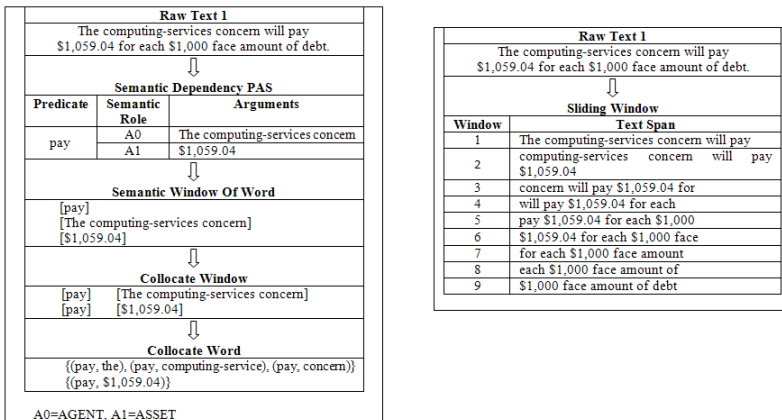 Raw Text 1
The computing-services concern will pay
$1,059.04 for each $1,000 face amount of debt.
Semantic Dependency PAS
Predicate Semantic Role Arguments
pay A0 The computing-services concern
A1 $1,059.04
Semantic Window Of Word
[pay]
[The computing-services concern]
[$1,059.04]
Collocate Window
[pay] [The computing-services concern]
[pay] [$1,059.04]
Collocate Word
{(pay, the), (pay, computing-service), (pay, concern)}
{(pay, $1,059.04)}
A0=AGENT, A1=ASSET
Raw Text 1
The computing-services concern will pay
$1,059.04 for each $1,000 face amount of debt.
Sliding Window
Window Text Span
1 The computing-services concern will pay
2 computing-services concern will pay
$1,059.04
3 concern will pay $1,059.04 for
4 will pay $1,059.04 for each
5 pay $1,059.04 for each $1,000
6 $1,059.04 for each $1,000 face
7 for each $1,000 face amount
8 each $1,000 face amount of
9 $1,000 face amount of debt